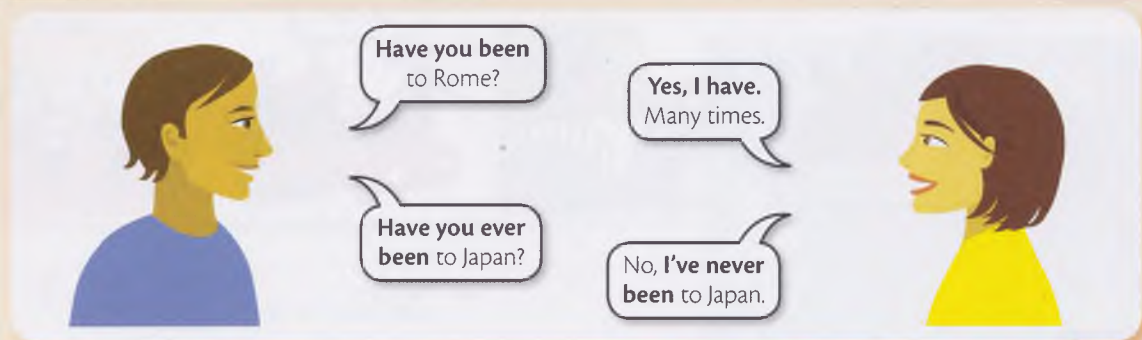 Have you been
to Rome?
Yes, I have.
Many times.
Have you ever
been to Japan?
No, I've never
been to Japan.